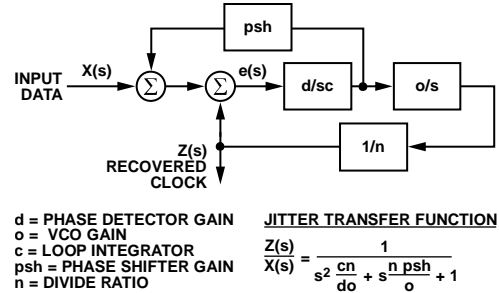 psh
X(s)
INPUT
DATA
Σ
Σ
e(s)
d/sc
o/s
Z(s)
RECOVERED
CLOCK
1/n
d = PHASE DETECTOR GAIN
o = VCO GAIN
c = LOOP INTEGRATOR
psh = PHASE SHIFTER GAIN
n = DIVIDE RATIO
JITTER TRANSFER FUNCTION
Z(s)/X(s) = 1/(s² cn/do + s n psh/o + 1)